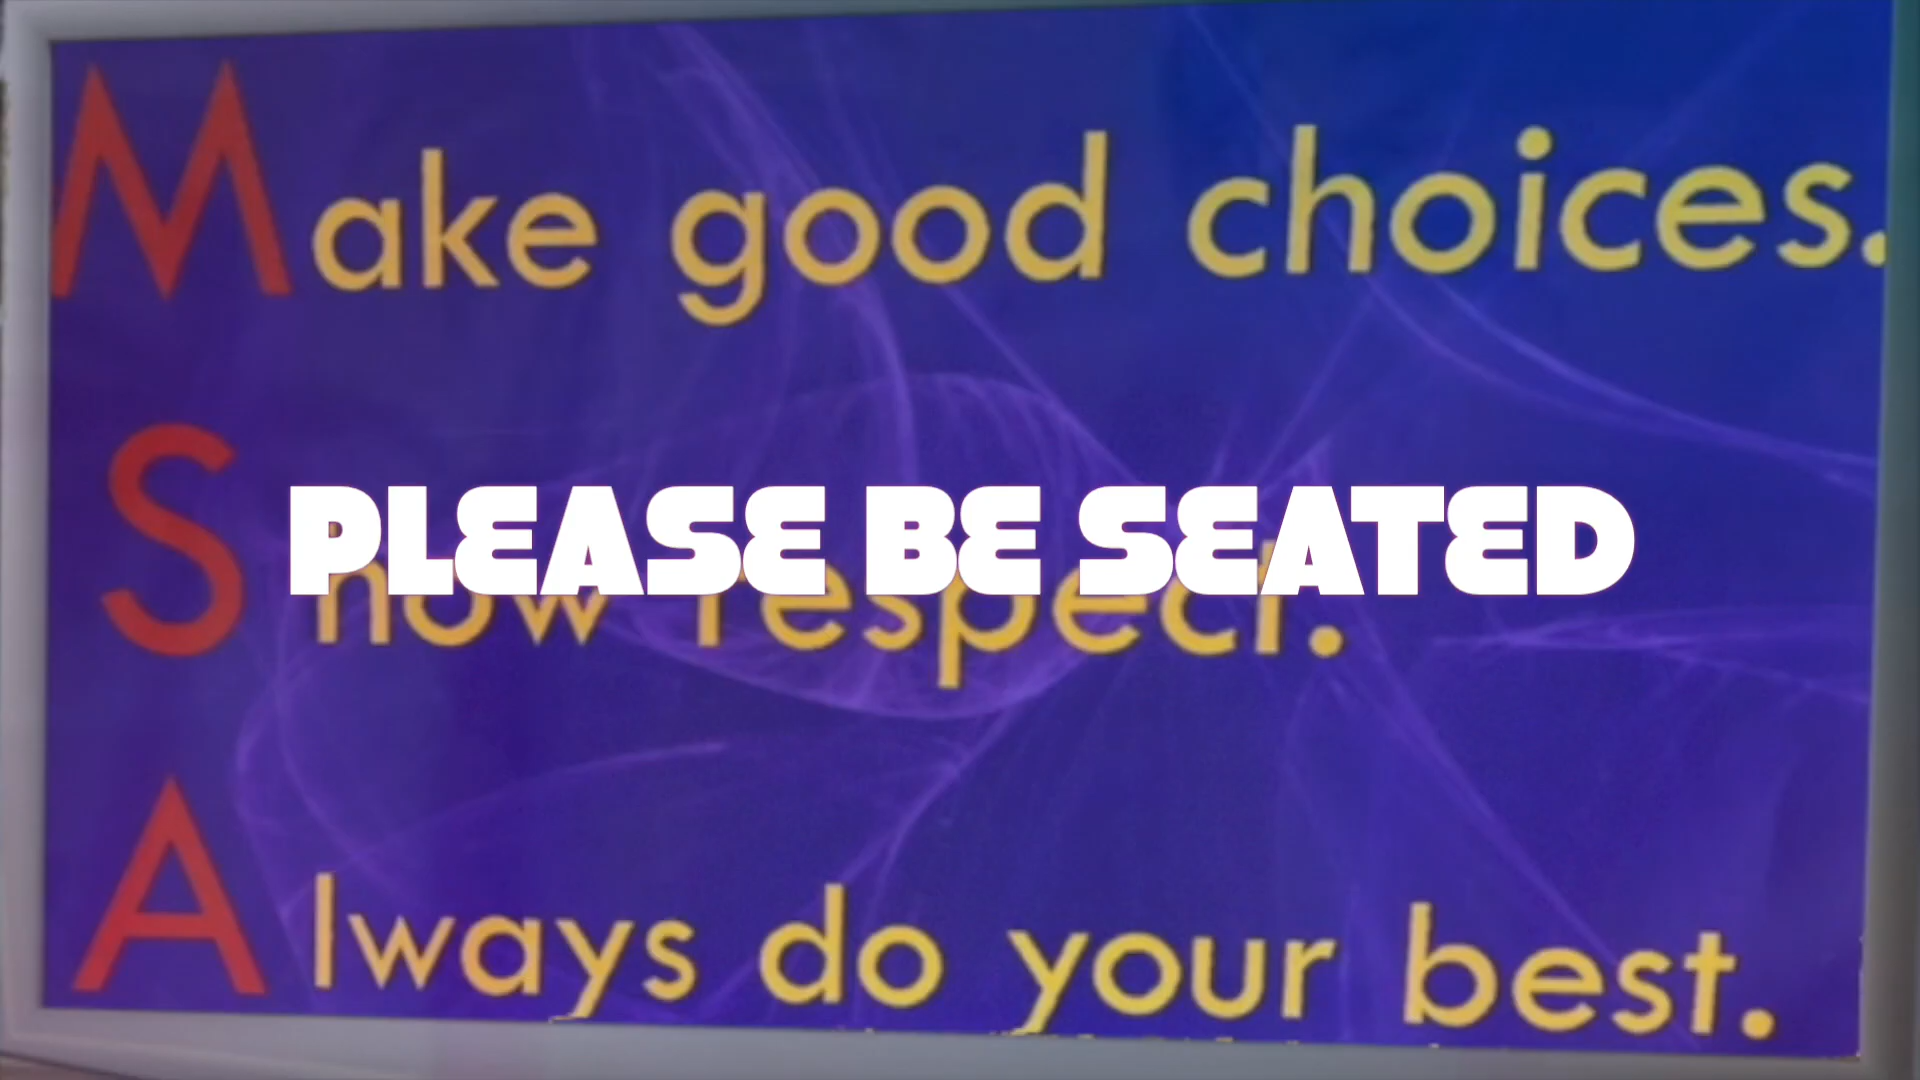 Make good choices.
PLEASE BE SEATED
Show respect.
Always do your best.